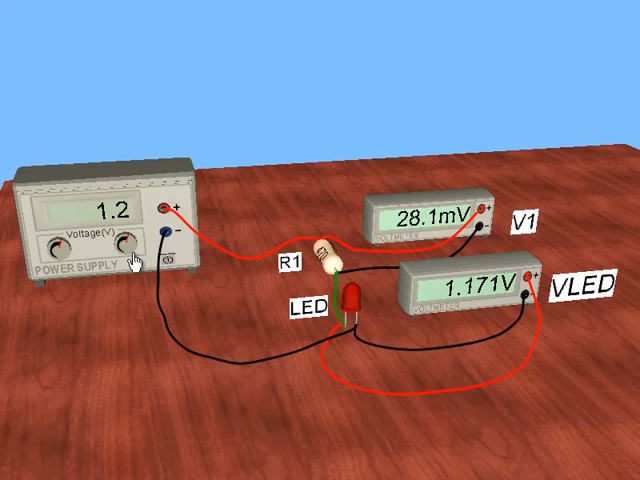 1.2
Voltage(V)
+
-
POWER SUPPLY
28.1mV
+
-
VOLTMETER
V1
R1
1.171V
+
-
VOLTMETER
VLED
LED